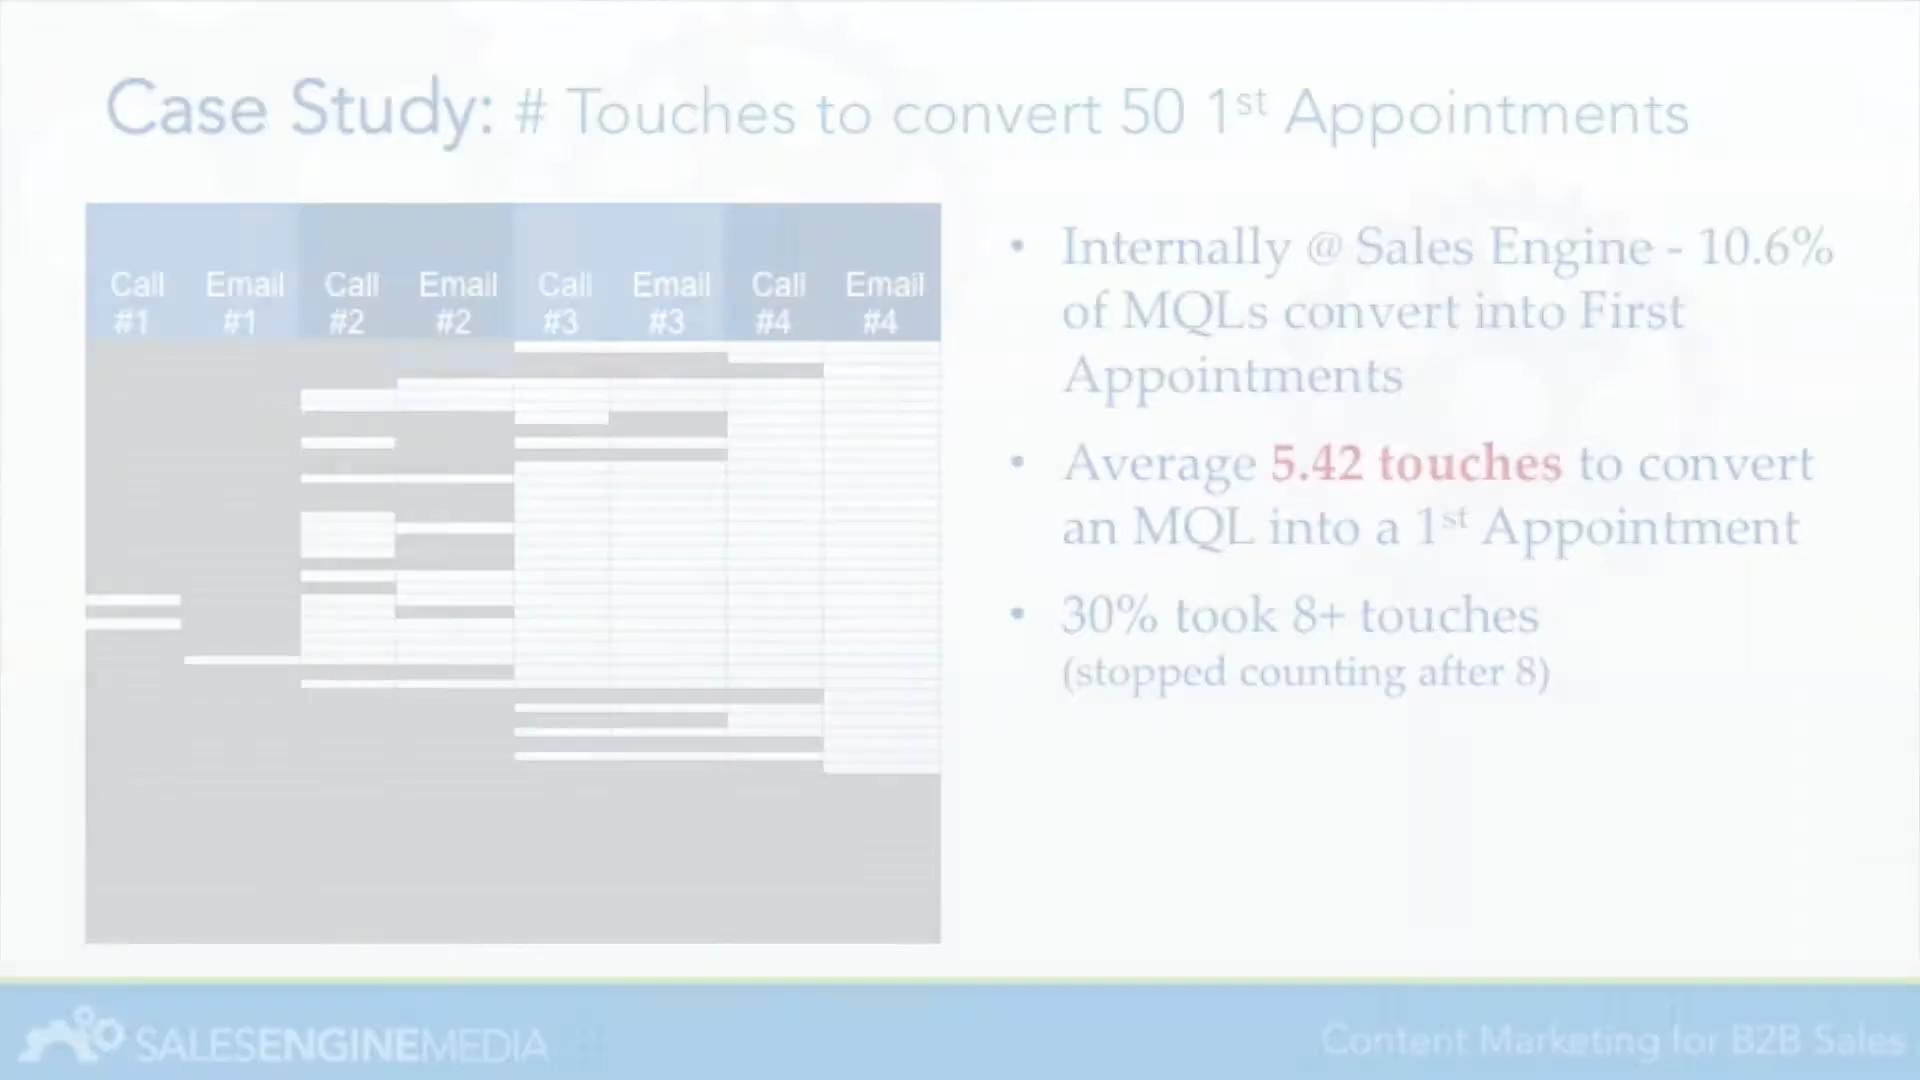 Case Study: # Touches to convert 50 1st Appointments
Call #1 Email #1 Call #2 Email #2 Call #3 Email #3 Call #4 Email #4
• Internally @ Sales Engine - 10.6%
of MQLs convert into First
Appointments
• Average 5.42 touches to convert
an MQL into a 1st Appointment
• 30% took 8+ touches
(stopped counting after 8)
SALESENGINEMEDIA
Content Marketing for B2B Sales